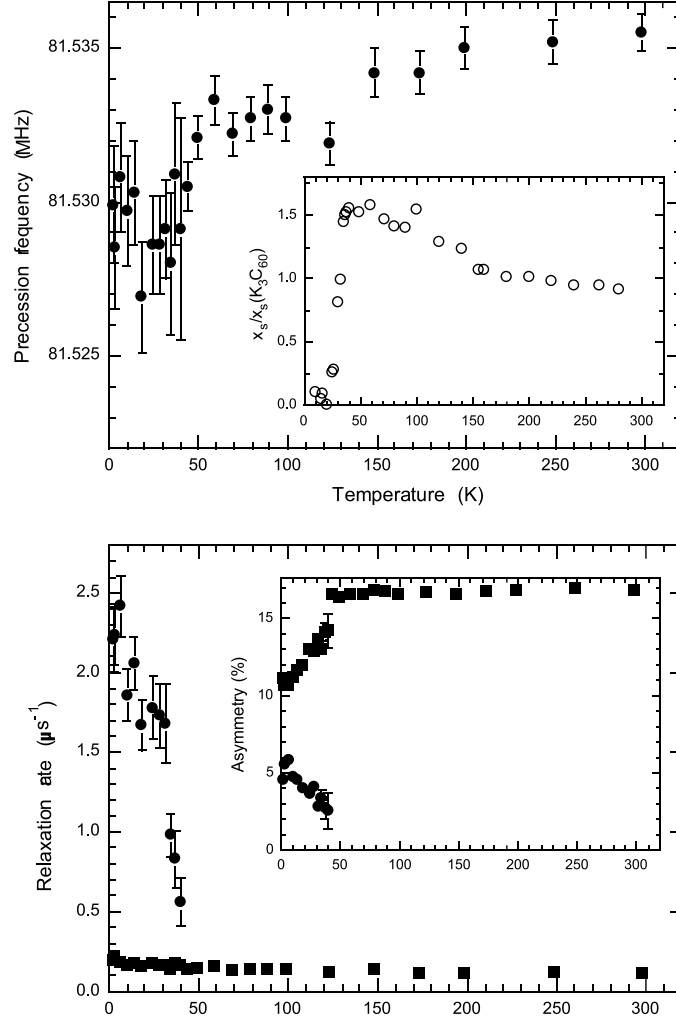 81.535
81.530
81.525
Precession frequency (MHz)
1.5
1.0
0.5
0.0
x_s/x_s(K_3C_60)
0 100 200 300
0 50 100 150 200 250 300
Temperature (K)
2.5
2.0
1.5
1.0
0.5
0.0
Relaxation ate (μs^-1)
15
10
5
0
Asymmetry (%)
0 50 100 150 200 250 300
0 50 100 150 200 250 300